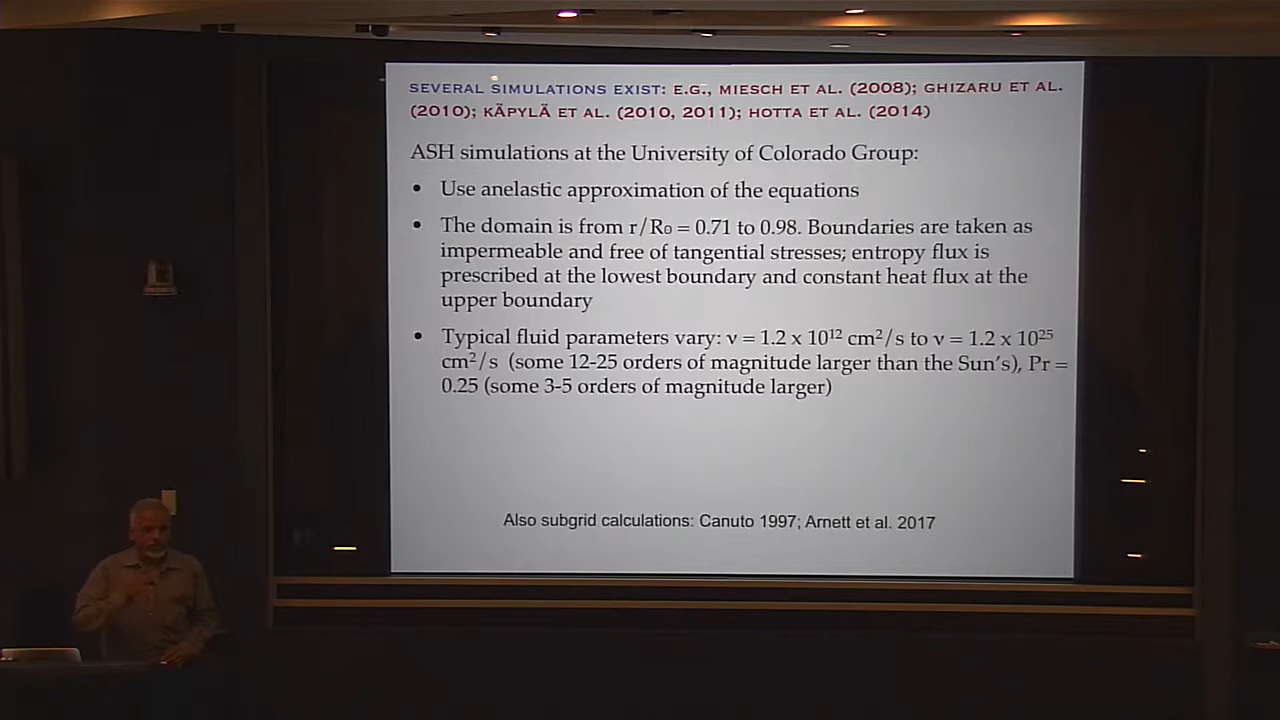 SEVERAL SIMULATIONS EXIST: E.G., MIESCH ET AL. (2008); GHIZARU ET AL.
(2010); KÄPYLÄ ET AL. (2010, 2011); HOTTA ET AL. (2014)
ASH simulations at the University of Colorado Group:
• Use anelastic approximation of the equations
• The domain is from r/R⊙ = 0.71 to 0.98. Boundaries are taken as
impermeable and free of tangential stresses; entropy flux is
prescribed at the lowest boundary and constant heat flux at the
upper boundary
• Typical fluid parameters vary: ν = 1.2 x 10¹² cm²/s to ν = 1.2 x 10²⁵
cm²/s (some 12-25 orders of magnitude larger than the Sun's), Pr =
0.25 (some 3-5 orders of magnitude larger)
Also subgrid calculations: Canuto 1997; Arnett et al. 2017